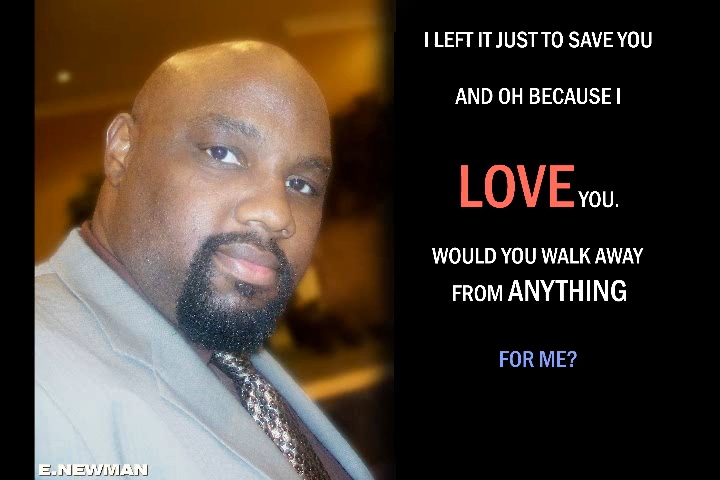 I LEFT IT JUST TO SAVE YOU
AND OH BECAUSE I
LOVE YOU.
WOULD YOU WALK AWAY
FROM ANYTHING
FOR ME?
E.NEWMAN